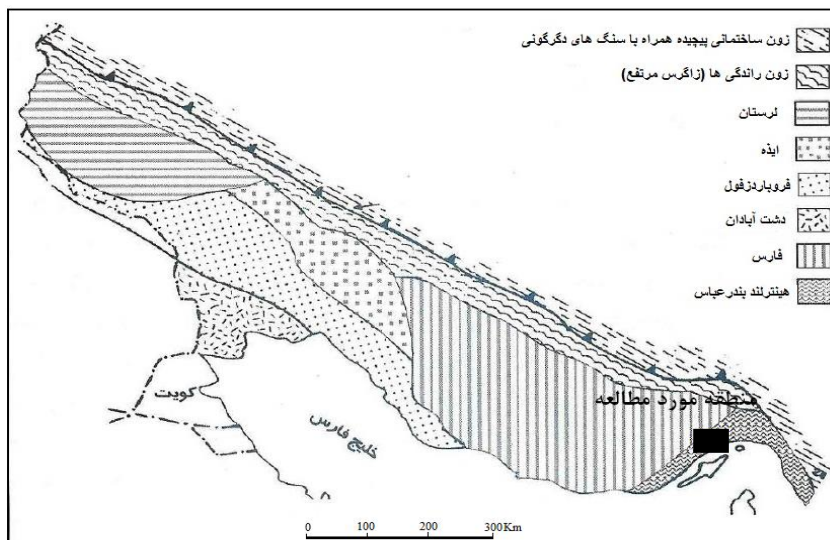 زون ساختمانی پیچیده همراه با سنگ های دگرگونی
زون راندگی ها (زاگرس مرتفع)
لرستان
ایذه
فروباردزفول
دشت آبادان
فارس
هینترلند بندرعباس
منطقه مورد مطالعه
کویت
خلیج فارس
0 100 200 300Km